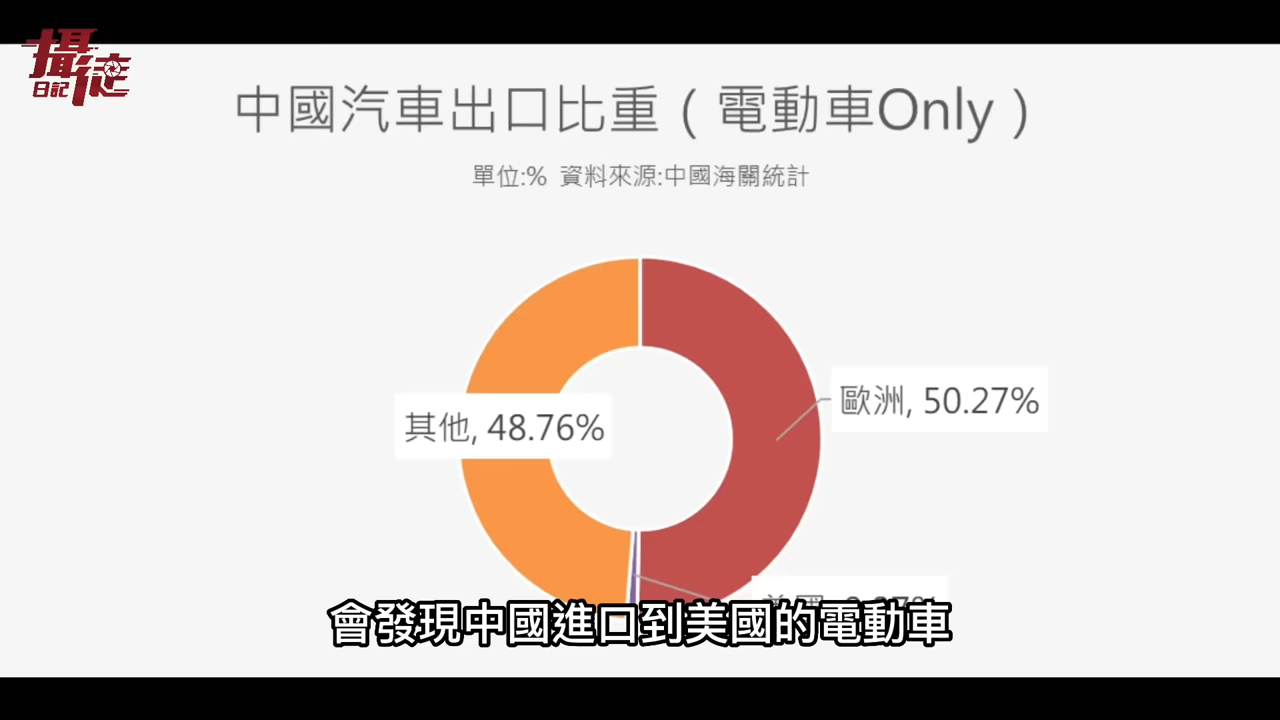 攝徒
日記
中國汽車出口比重（電動車Only）
單位:% 資料來源:中國海關統計
歐洲, 50.27%
其他, 48.76%
會發現中國進口到美國的電動車